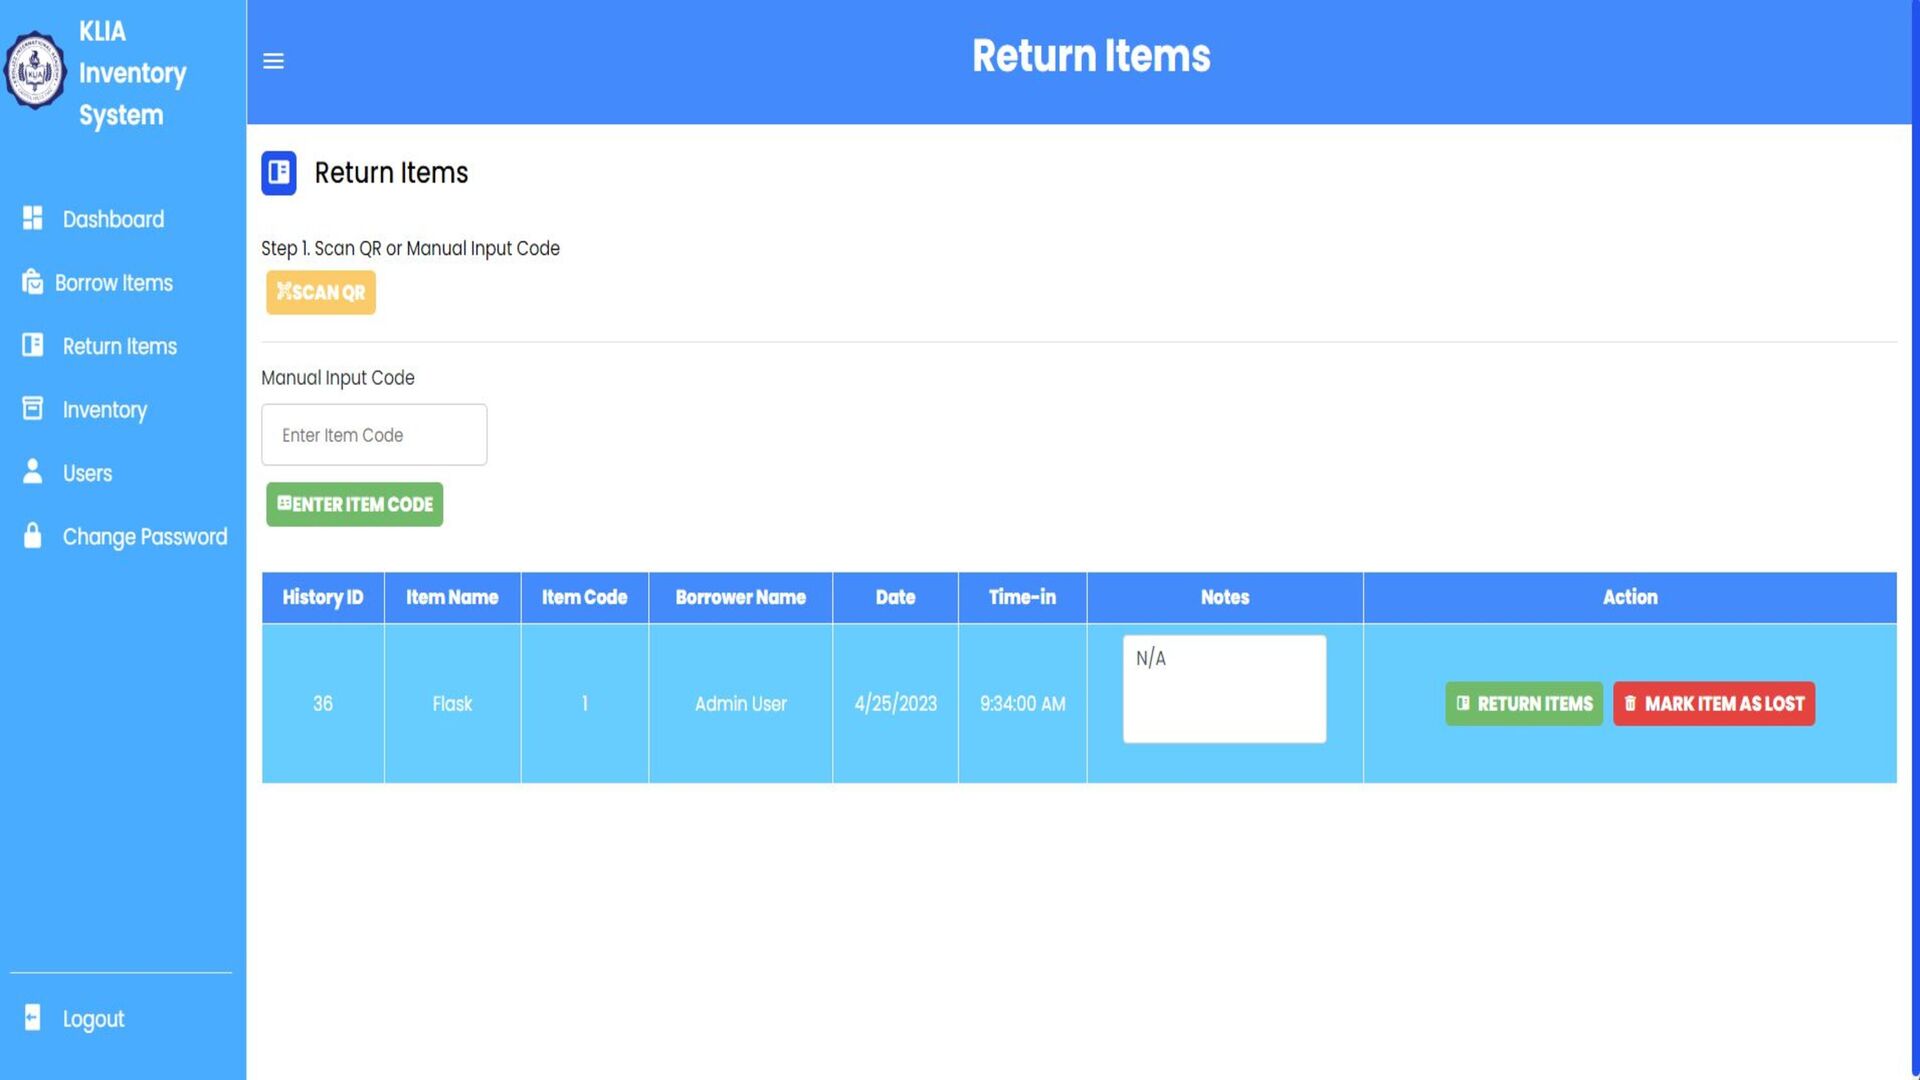 KLIA
Inventory
System
Return Items
Dashboard
Borrow Items
Return Items
Inventory
Users
Change Password
Logout
Return Items
Step 1. Scan QR or Manual Input Code
SCAN QR
Manual Input Code
Enter Item Code
ENTER ITEM CODE
History ID Item Name Item Code Borrower Name Date Time-in Notes Action
36 Flask 1 Admin User 4/25/2023 9:34:00 AM N/A RETURN ITEMS MARK ITEM AS LOST